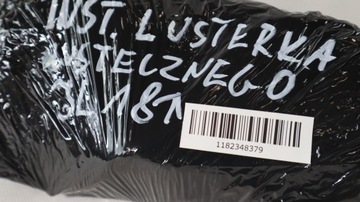 INST. LUSTERKA
WSTECZNEGO
1182348379